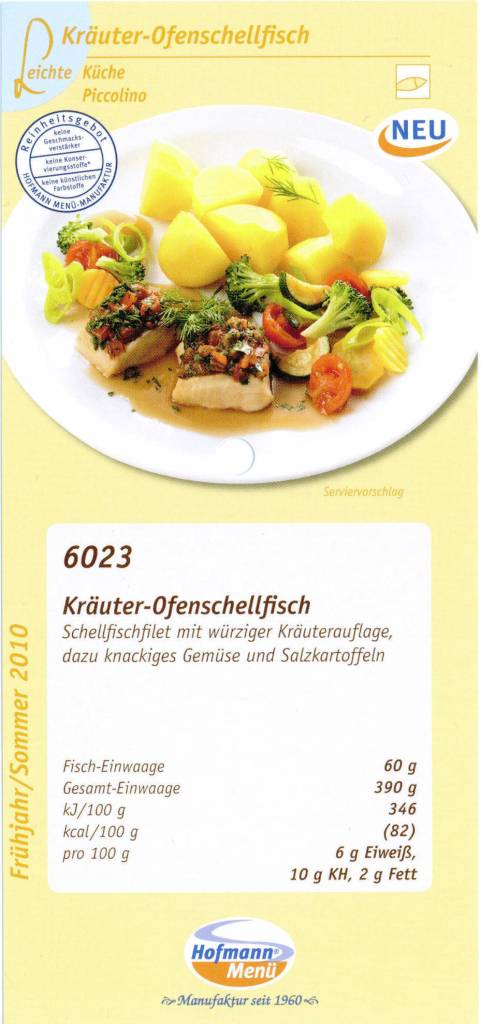 Kräuter-Ofenschellfisch
Leichte Küche
Piccolino
Reinheitsgebot
keine
Geschmacks-
verstärker
keine Konser-
vierungsstoffe*
keine künstlichen
Farbstoffe
HOFMANN MENÜ-MANUFAKTUR
NEU
Serviervorschlag
6023
Kräuter-Ofenschellfisch
Schellfischfilet mit würziger Kräuterauflage,
dazu knackiges Gemüse und Salzkartoffeln
Fisch-Einwaage 60 g
Gesamt-Einwaage 390 g
kJ/100 g 346
kcal/100 g (82)
pro 100 g 6 g Eiweiß,
10 g KH, 2 g Fett
Frühjahr/Sommer 2010
Hofmann®
Menü
Manufaktur seit 1960